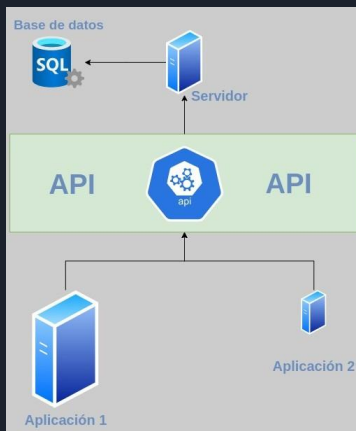 Base de datos
SQL
Servidor
API
api
API
Aplicación 2
Aplicación 1